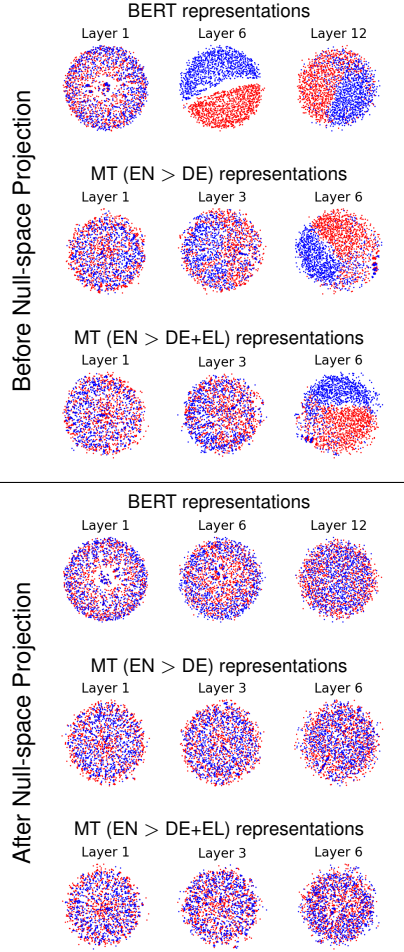 Before Null-space Projection
BERT representations
Layer 1 Layer 6 Layer 12
MT (EN > DE) representations
Layer 1 Layer 3 Layer 6
MT (EN > DE+EL) representations
Layer 1 Layer 3 Layer 6
After Null-space Projection
BERT representations
Layer 1 Layer 6 Layer 12
MT (EN > DE) representations
Layer 1 Layer 3 Layer 6
MT (EN > DE+EL) representations
Layer 1 Layer 3 Layer 6